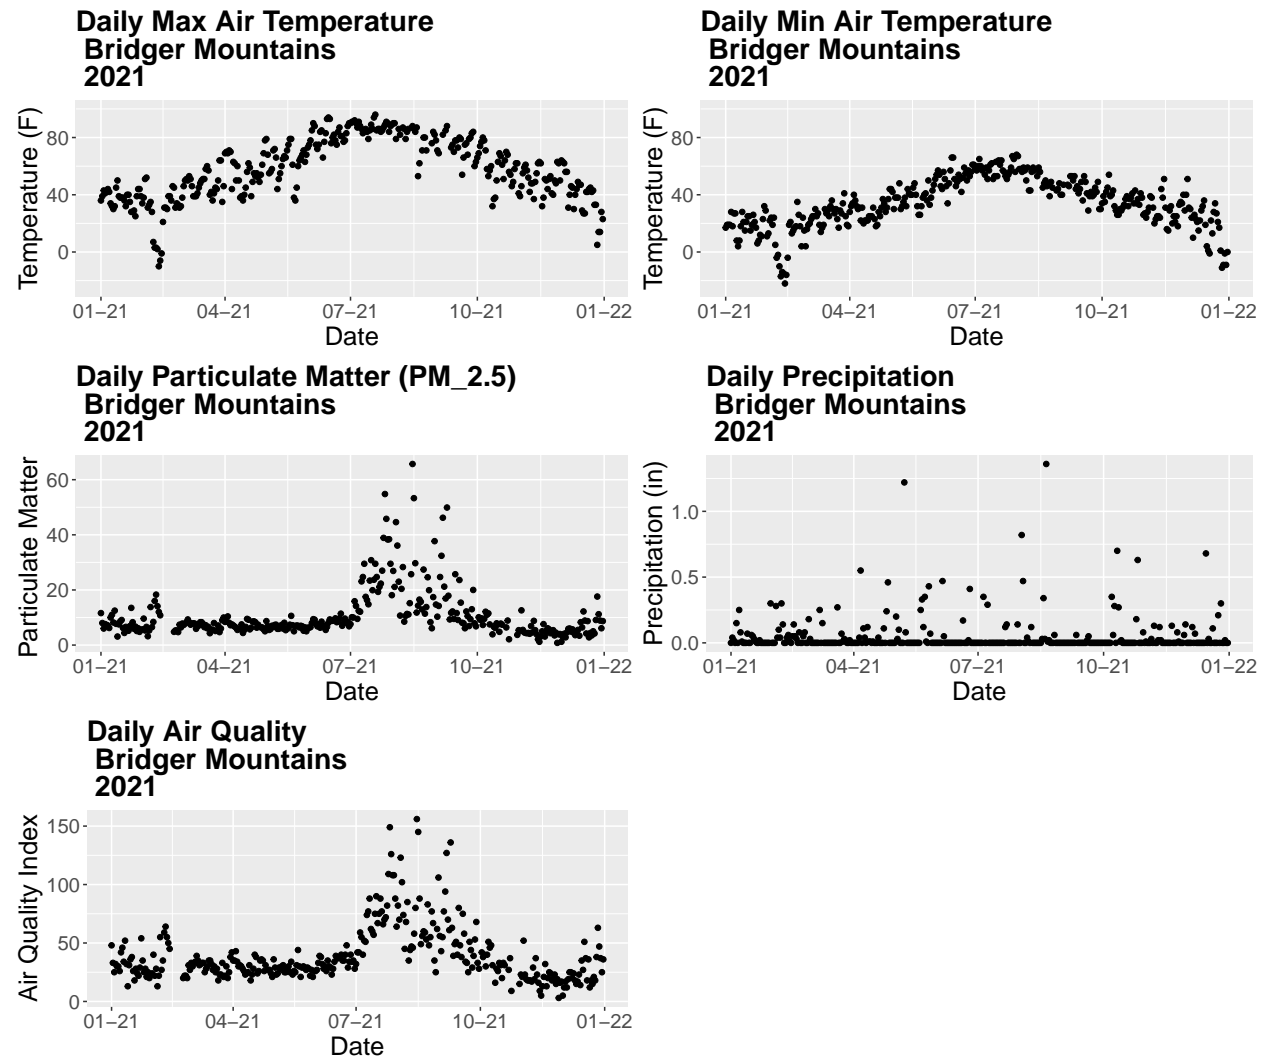 Daily Max Air Temperature
Bridger Mountains
2021
Temperature (F)
80
40
0
01–21
04–21
07–21
10–21
01–22
Date
Daily Min Air Temperature
Bridger Mountains
2021
Temperature (F)
80
40
0
01–21
04–21
07–21
10–21
01–22
Date
Daily Particulate Matter (PM_2.5)
Bridger Mountains
2021
Particulate Matter
60
40
20
0
01–21
04–21
07–21
10–21
01–22
Date
Daily Precipitation
Bridger Mountains
2021
Precipitation (in)
1.0
0.5
0.0
01–21
04–21
07–21
10–21
01–22
Date
Daily Air Quality
Bridger Mountains
2021
Air Quality Index
150
100
50
0
01–21
04–21
07–21
10–21
01–22
Date